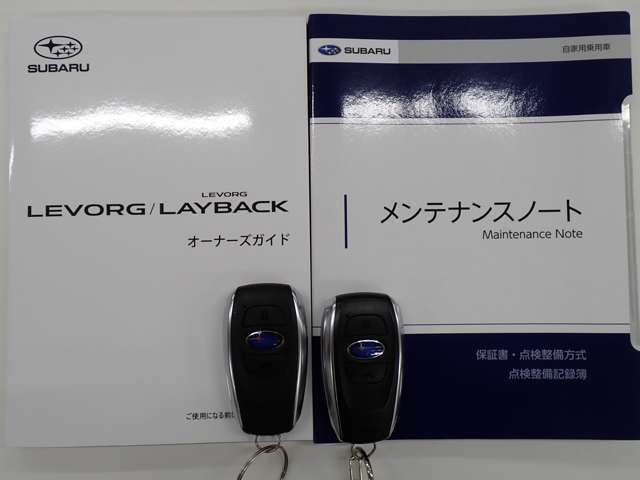 SUBARU
LEVORG
LEVORG/LAYBACK
オーナーズガイド
ご使用になる前に
SUBARU
自家用乗用車
メンテナンスノート
Maintenance Note
保証書・点検整備方式
点検整備記録簿